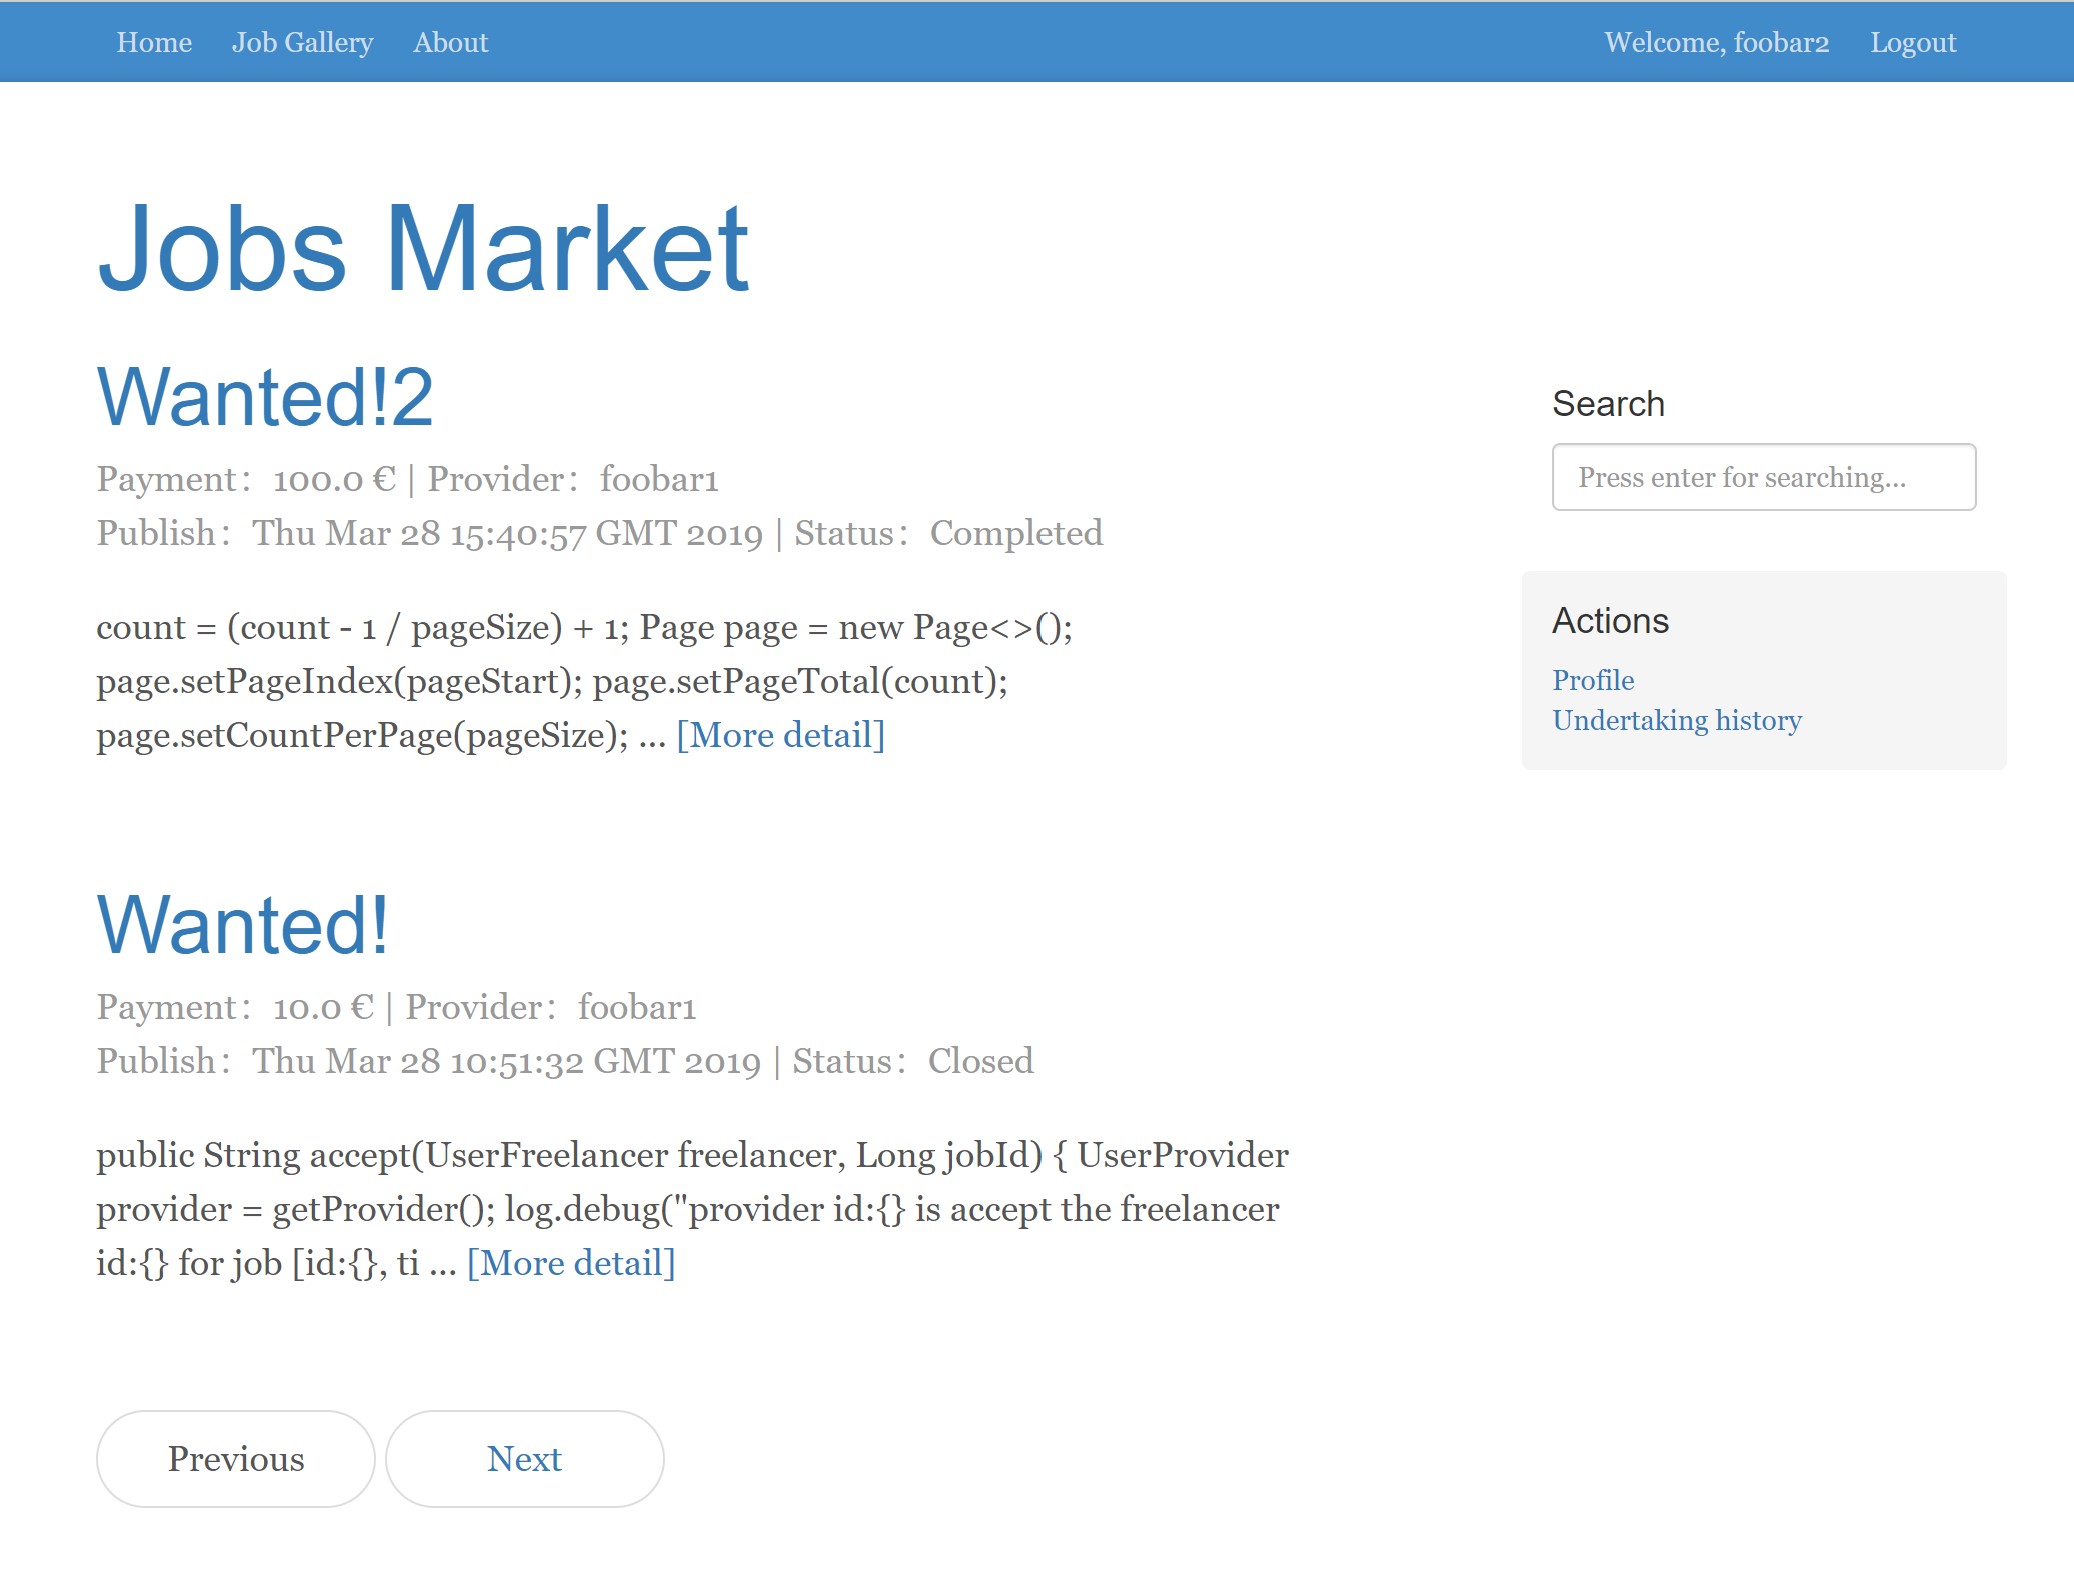 Home Job Gallery About Welcome, foobar2 Logout
Jobs Market
Wanted!2
Payment： 100.0 € | Provider： foobar1
Publish： Thu Mar 28 15:40:57 GMT 2019 | Status： Completed
count = (count - 1 / pageSize) + 1; Page page = new Page<>();
page.setPageIndex(pageStart); page.setPageTotal(count);
page.setCountPerPage(pageSize); ... [More detail]
Wanted!
Payment： 10.0 € | Provider： foobar1
Publish： Thu Mar 28 10:51:32 GMT 2019 | Status： Closed
public String accept(UserFreelancer freelancer, Long jobId) { UserProvider
provider = getProvider(); log.debug("provider id:{} is accept the freelancer
id:{} for job [id:{}, ti ... [More detail]
Previous Next
Search
Press enter for searching...
Actions
Profile
Undertaking history